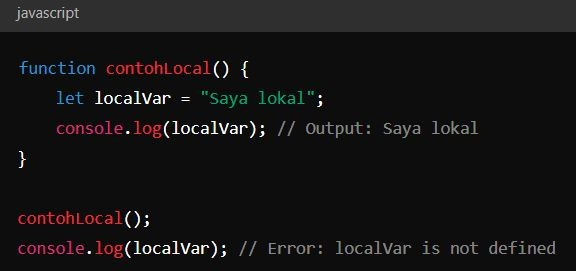 javascript
function contohLocal() {
    let localVar = "Saya lokal";
    console.log(localVar); // Output: Saya lokal
}
contohLocal();
console.log(localVar); // Error: localVar is not defined